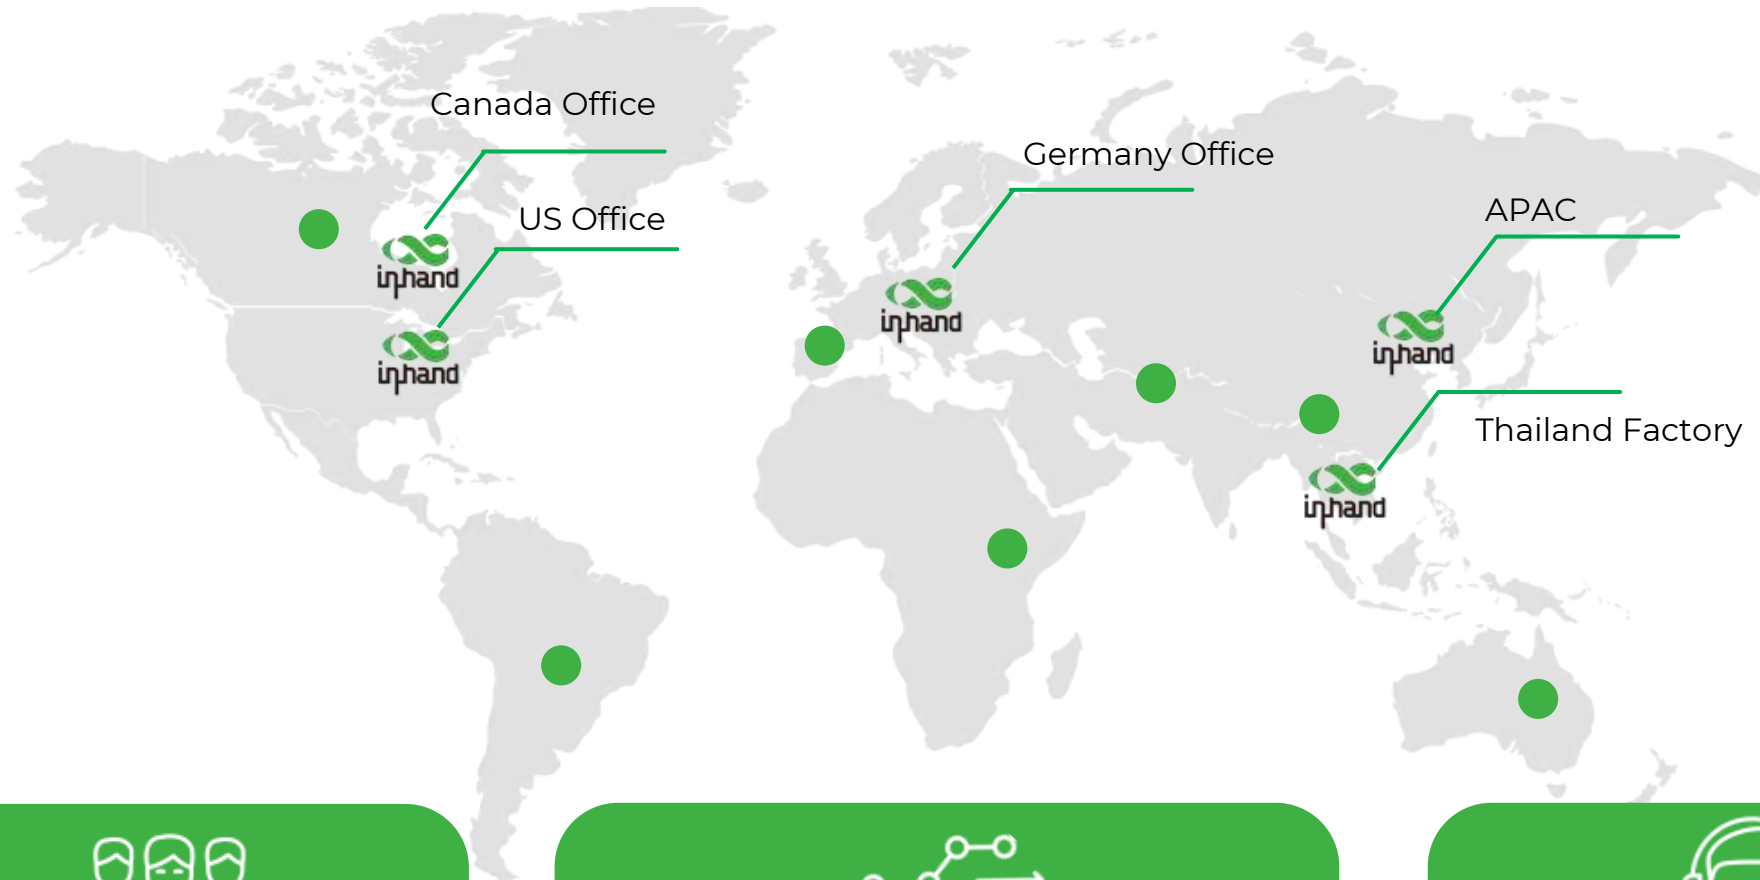 Canada Office
Germany Office
APAC
US Office
inhand
inhand
inhand
inhand
Thailand Factory
inhand